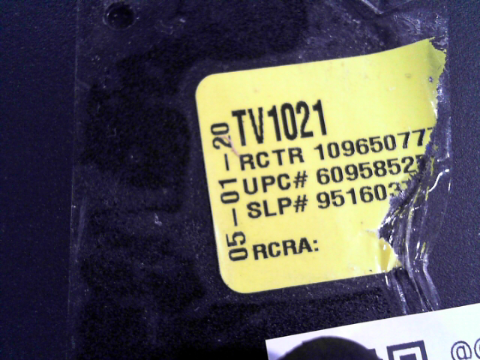 05-01-20
TV1021
RCTR 10965077
UPC# 6095852
SLP# 951603
RCRA: